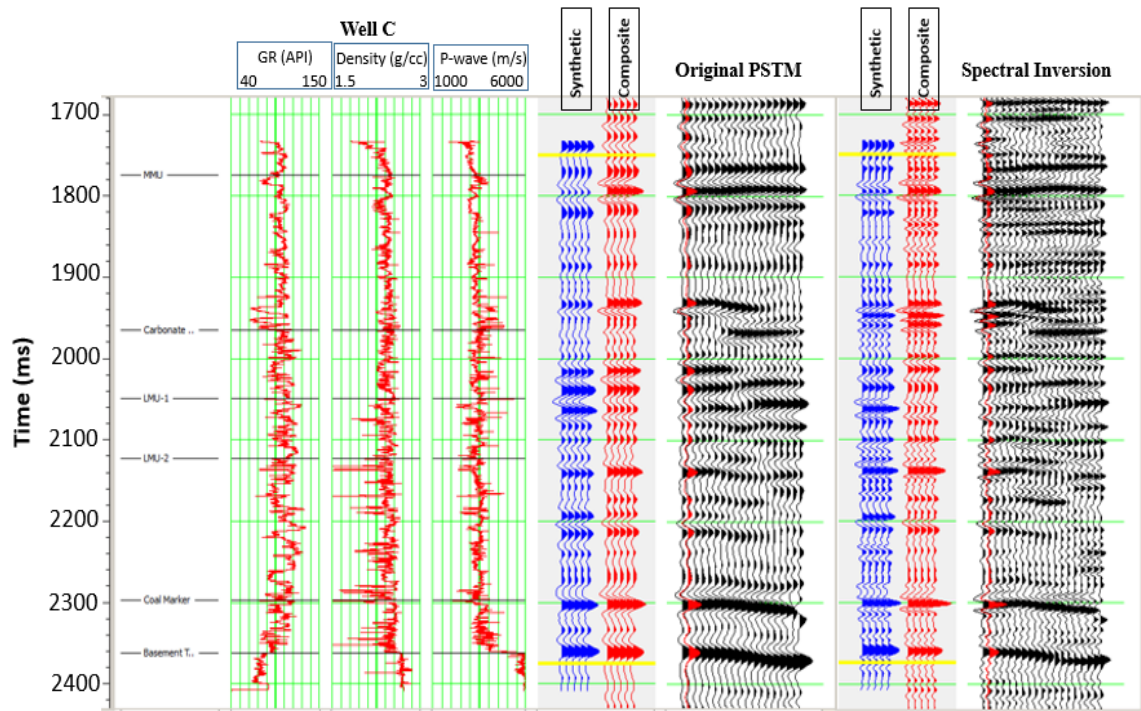 Well C
GR (API)
40 150
Density (g/cc)
1.5 3
P-wave (m/s)
1000 6000
Synthetic
Composite
Original PSTM
Synthetic
Composite
Spectral Inversion
Time (ms)
1700
1800
1900
2000
2100
2200
2300
2400
MMU
Carbonate ..
LMU-1
LMU-2
Coal Marker
Basement T..